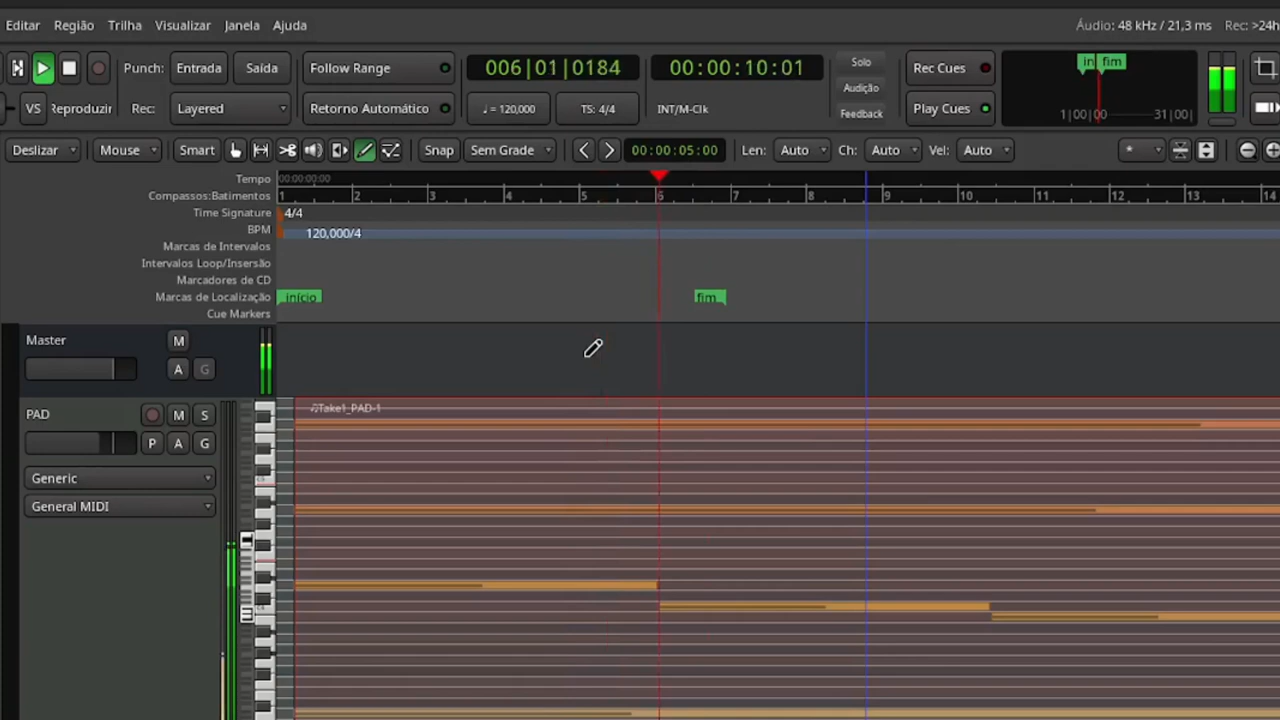 Editar Região Trilha Visualizar Janela Ajuda Áudio: 48 kHz / 21,3 ms Rec: >24h
Punch: Entrada Saída Follow Range 006|01|0184 00:00:10:01 Solo Rec Cues in fim
Audição
VS Reproduzir Rec: Layered Retorno Automático ♩ = 120,000 TS: 4/4 INT/M-Clk Feedback Play Cues 1|00|00 31|00|
Deslizar Mouse Smart Snap Sem Grade 00:00:05:00 Len: Auto Ch: Auto Vel: Auto *
Tempo 00:00:00:00
Compassos:Batimentos 1 2 3 4 5 6 7 8 9 10 11 12 13 14
Time Signature 4/4
BPM 120,000/4
Marcas de Intervalos
Intervalos Loop/Insersão
Marcadores de CD
Marcas de Localização início fim
Cue Markers
Master M
A G
PAD M S ♫Take1_PAD-1
P A G
Generic C5
General MIDI
C4